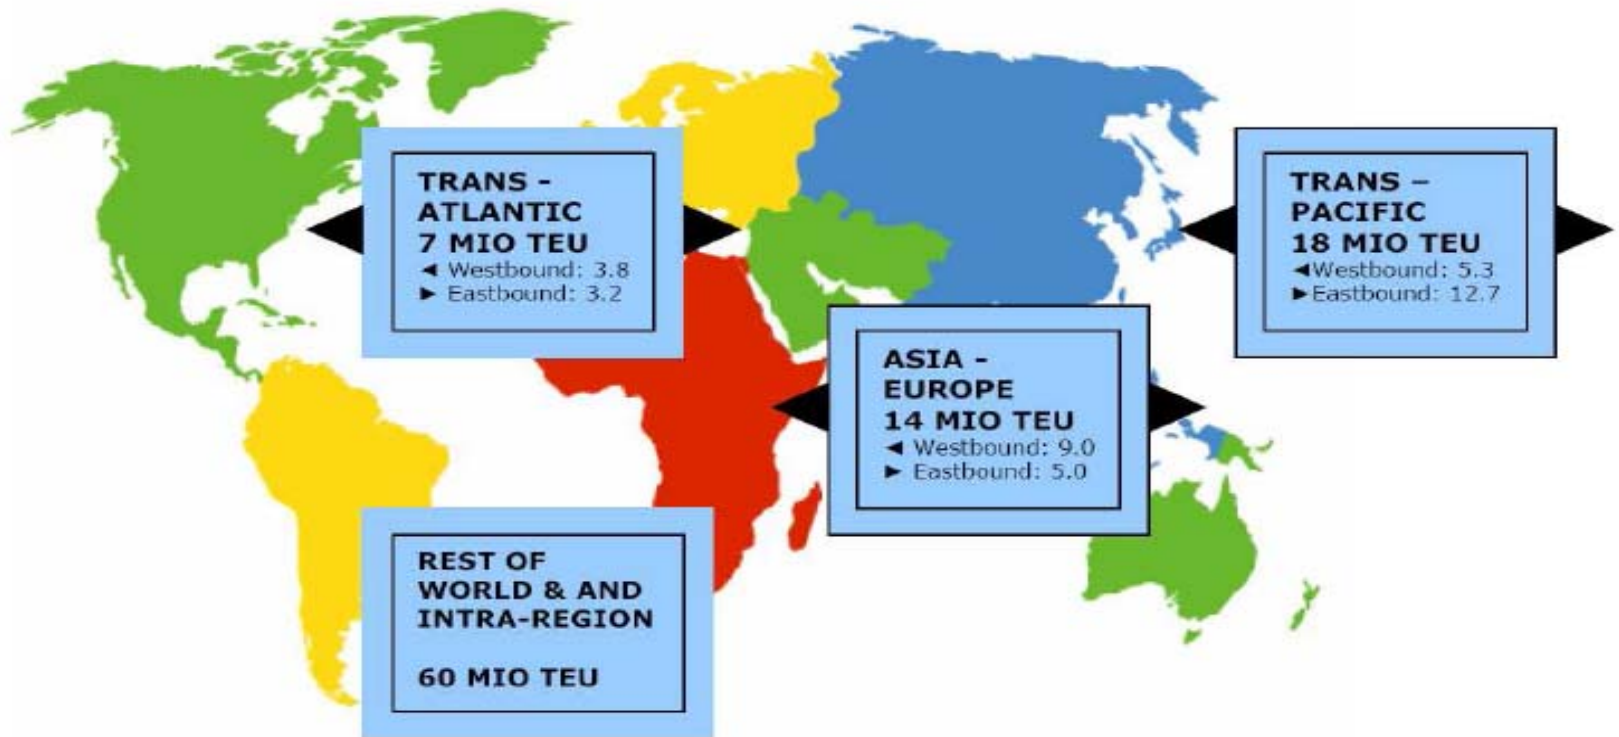 TRANS -
ATLANTIC
7 MIO TEU
◄ Westbound: 3.8
► Eastbound: 3.2
TRANS –
PACIFIC
18 MIO TEU
◄Westbound: 5.3
►Eastbound: 12.7
ASIA -
EUROPE
14 MIO TEU
◄ Westbound: 9.0
► Eastbound: 5.0
REST OF
WORLD & AND
INTRA-REGION
60 MIO TEU